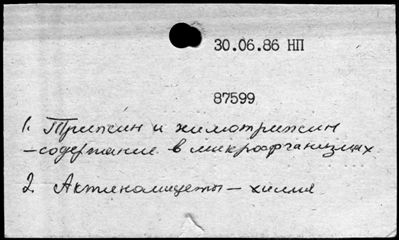 30.06.86 НП
87599
1. Трипсин и химотрипсин
- содержание в микроорганизмах
2. Актиномицеты - химия